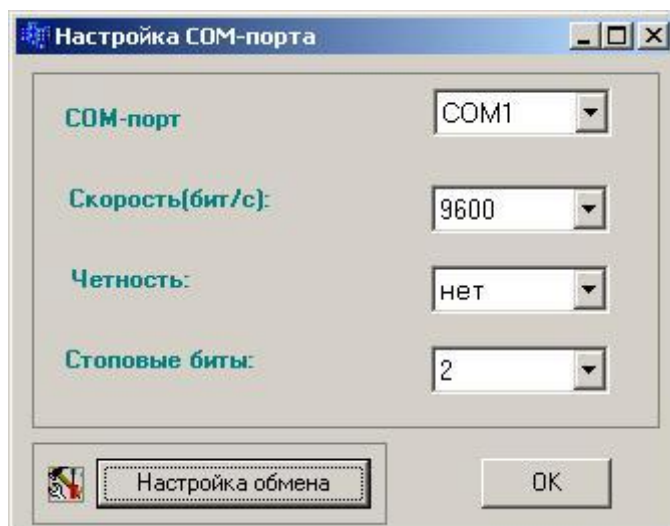 Настройка COM-порта
COM-порт
COM1
Скорость(бит/с):
9600
Четность:
нет
Стоповые биты:
2
Настройка обмена
OK